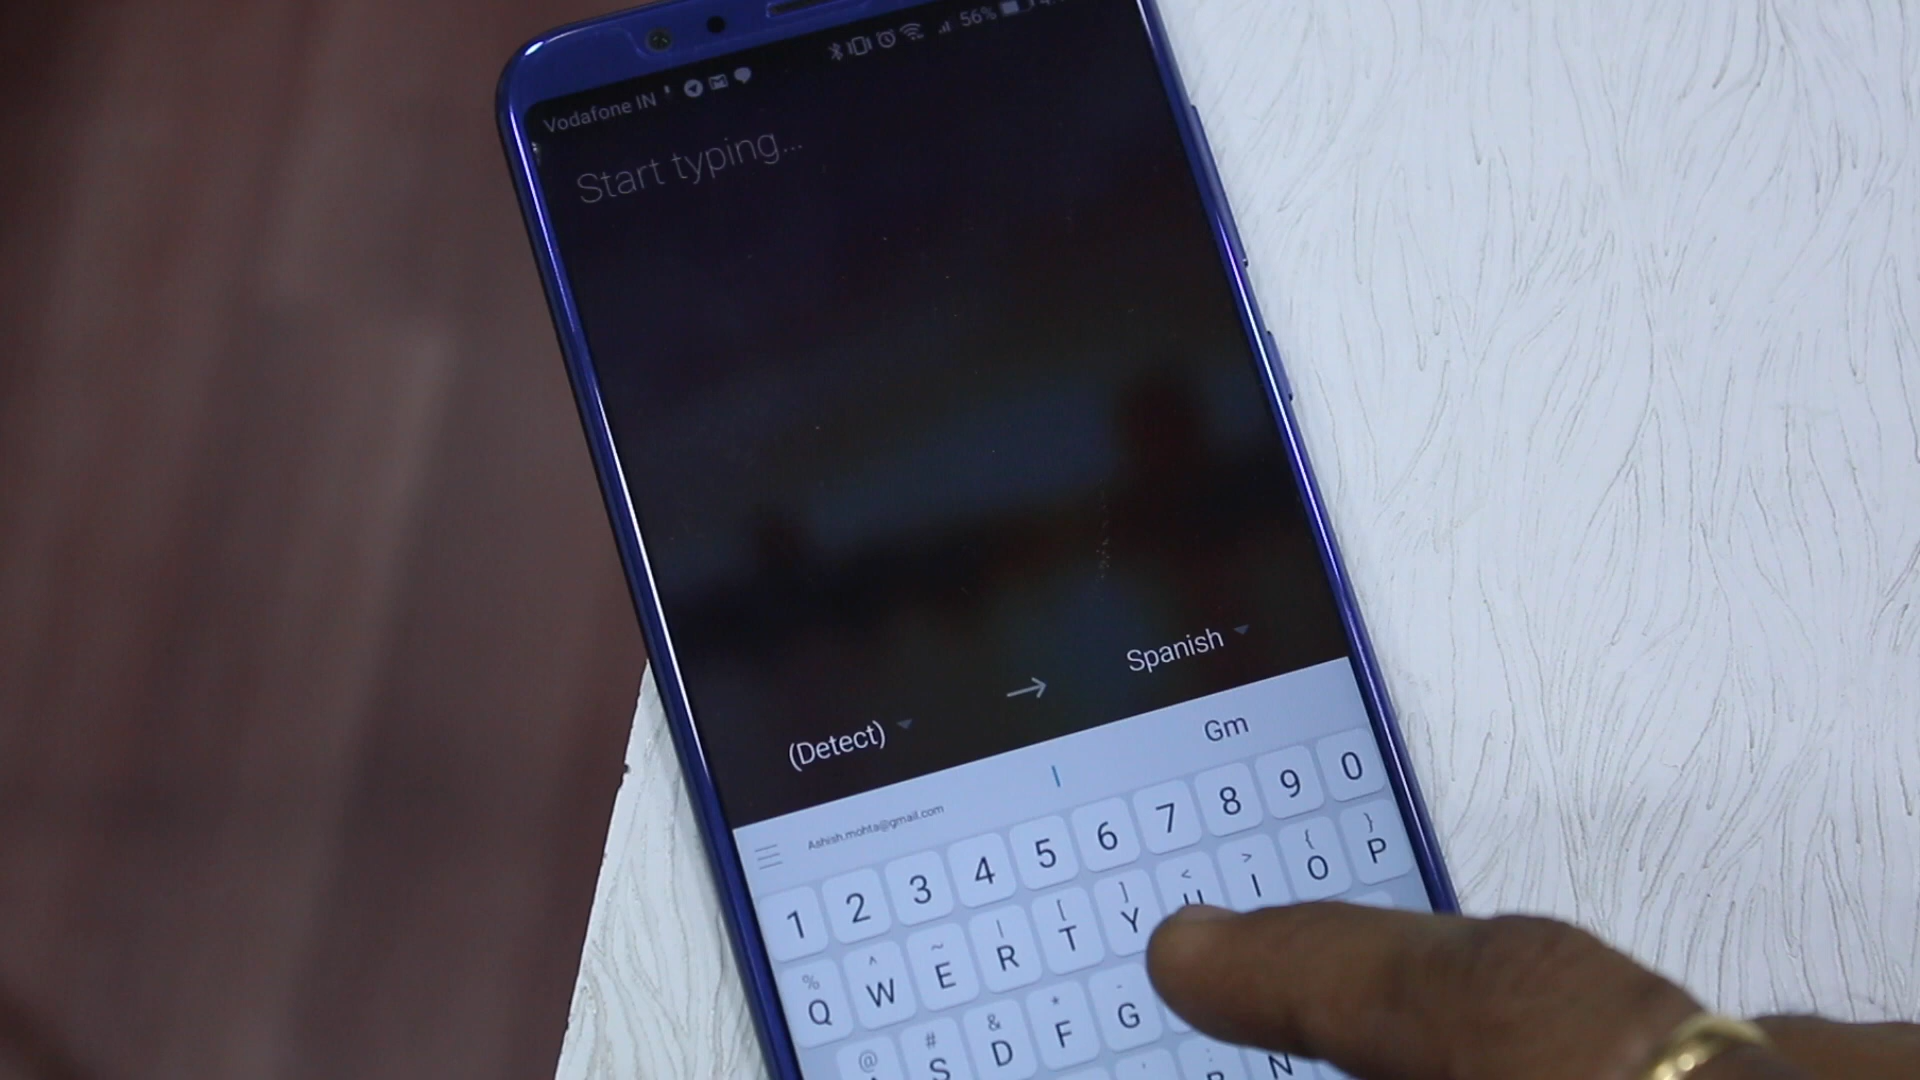 Vodafone IN
56%
Start typing...
Spanish
(Detect)
Gm
I
Ashish.mohta@gmail.com
1 2 3 4 5 6 7 8 9 0
% ^ ~ | [ ] < > { }
Q W E R T Y U I O P
@ # & * -
S D F G
N